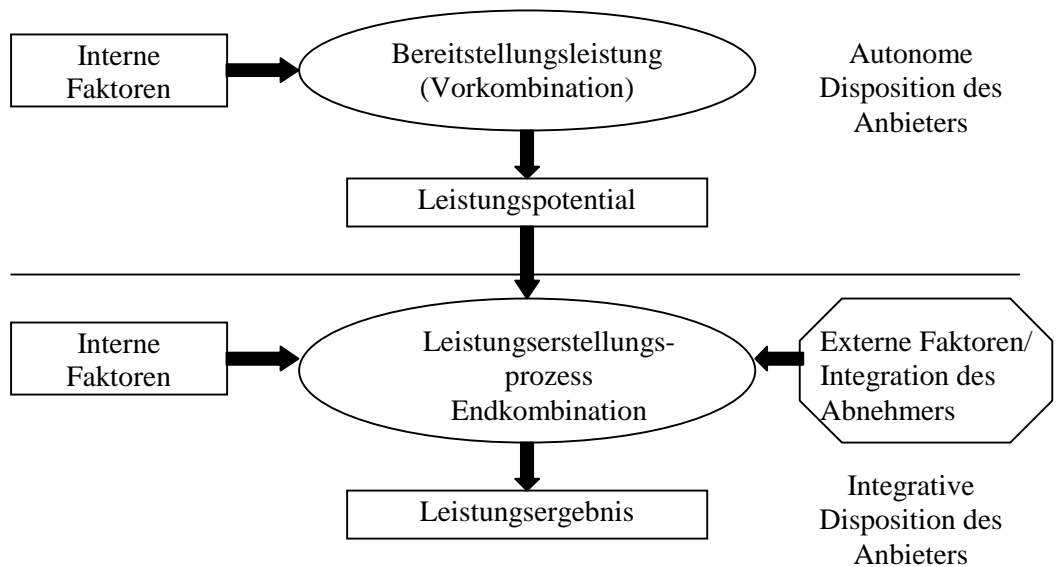 Interne
Faktoren
Bereitstellungsleistung
(Vorkombination)
Autonome
Disposition des
Anbieters
Leistungspotential
Interne
Faktoren
Leistungserstellungs-
prozess
Endkombination
Externe Faktoren/
Integration des
Abnehmers
Leistungsergebnis
Integrative
Disposition des
Anbieters